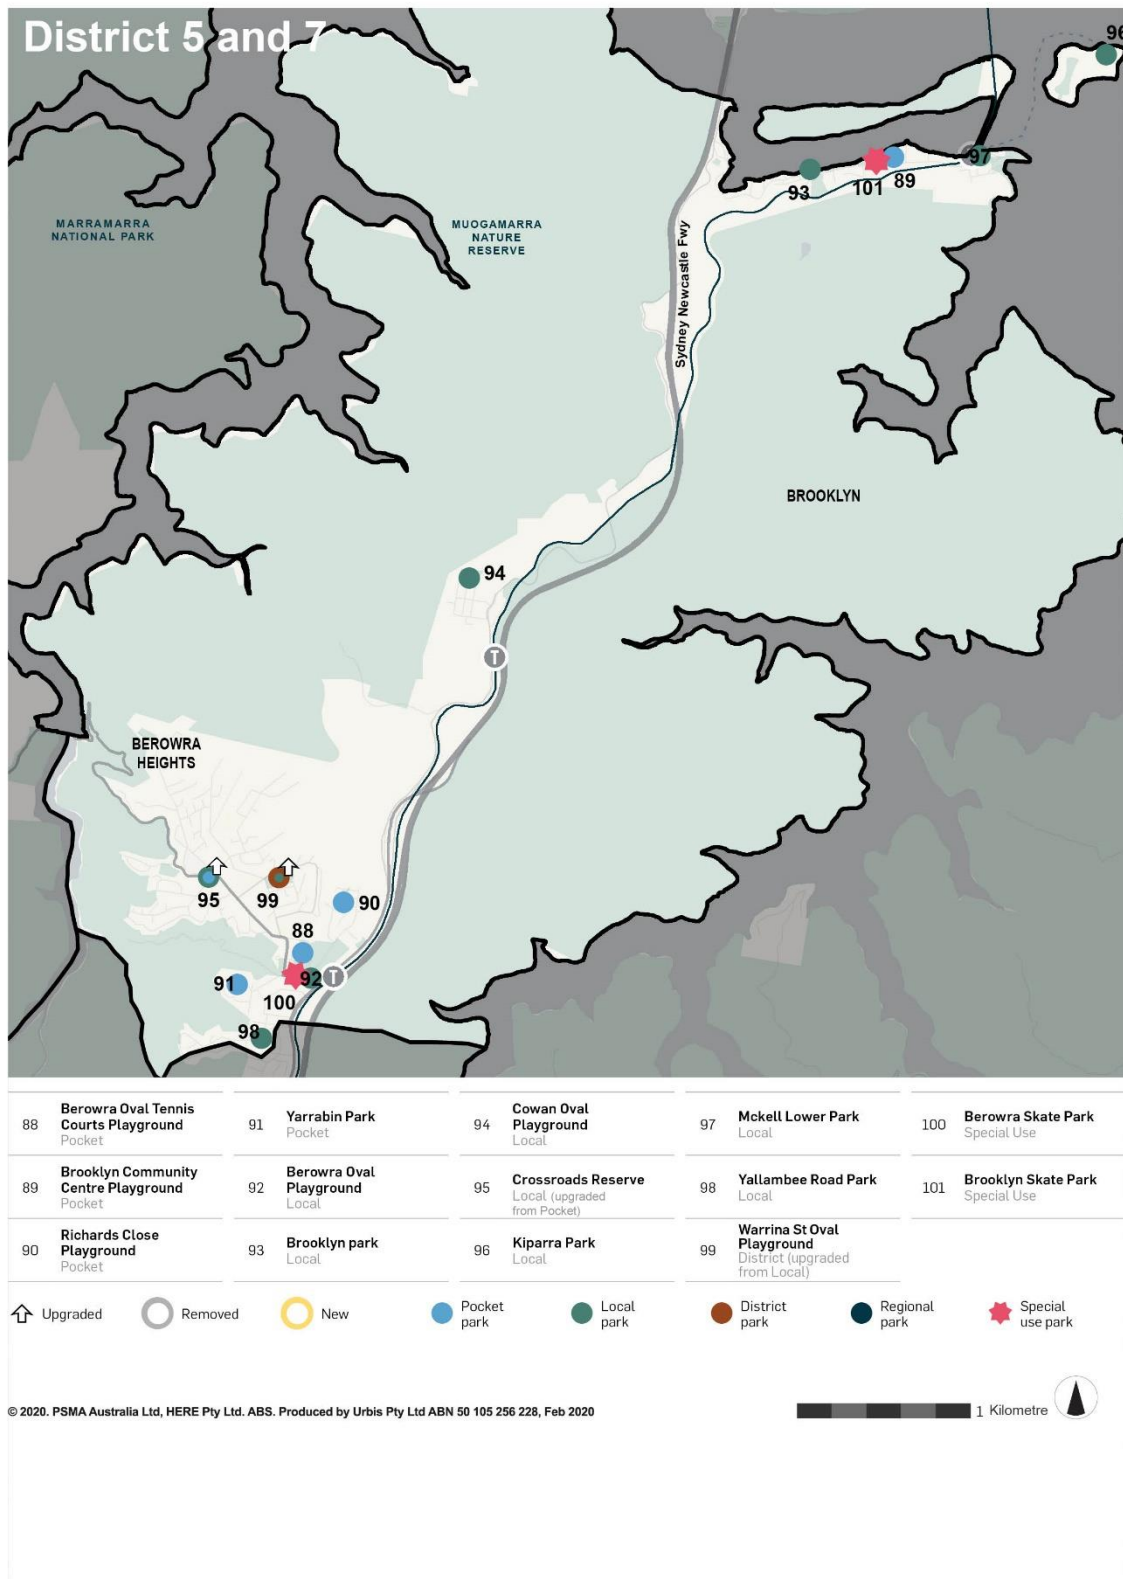 District 5 and 7
96
97
93
101
89
MARRAMARRA
NATIONAL PARK
MUOGAMARRA
NATURE
RESERVE
Sydney Newcastle Fwy
BROOKLYN
94
T
BEROWRA
HEIGHTS
95
99
90
88
91
92
T
100
98
88
Berowra Oval Tennis
Courts Playground
Pocket
91
Yarrabin Park
Pocket
94
Cowan Oval
Playground
Local
97
Mckell Lower Park
Local
100
Berowra Skate Park
Special Use
89
Brooklyn Community
Centre Playground
Pocket
92
Berowra Oval
Playground
Local
95
Crossroads Reserve
Local (upgraded
from Pocket)
98
Yallambee Road Park
Local
101
Brooklyn Skate Park
Special Use
90
Richards Close
Playground
Pocket
93
Brooklyn park
Local
96
Kiparra Park
Local
99
Warrina St Oval
Playground
District (upgraded
from Local)
Upgraded
Removed
New
Pocket
park
Local
park
District
park
Regional
park
Special
use park
© 2020. PSMA Australia Ltd, HERE Pty Ltd. ABS. Produced by Urbis Pty Ltd ABN 50 105 256 228, Feb 2020
1 Kilometre